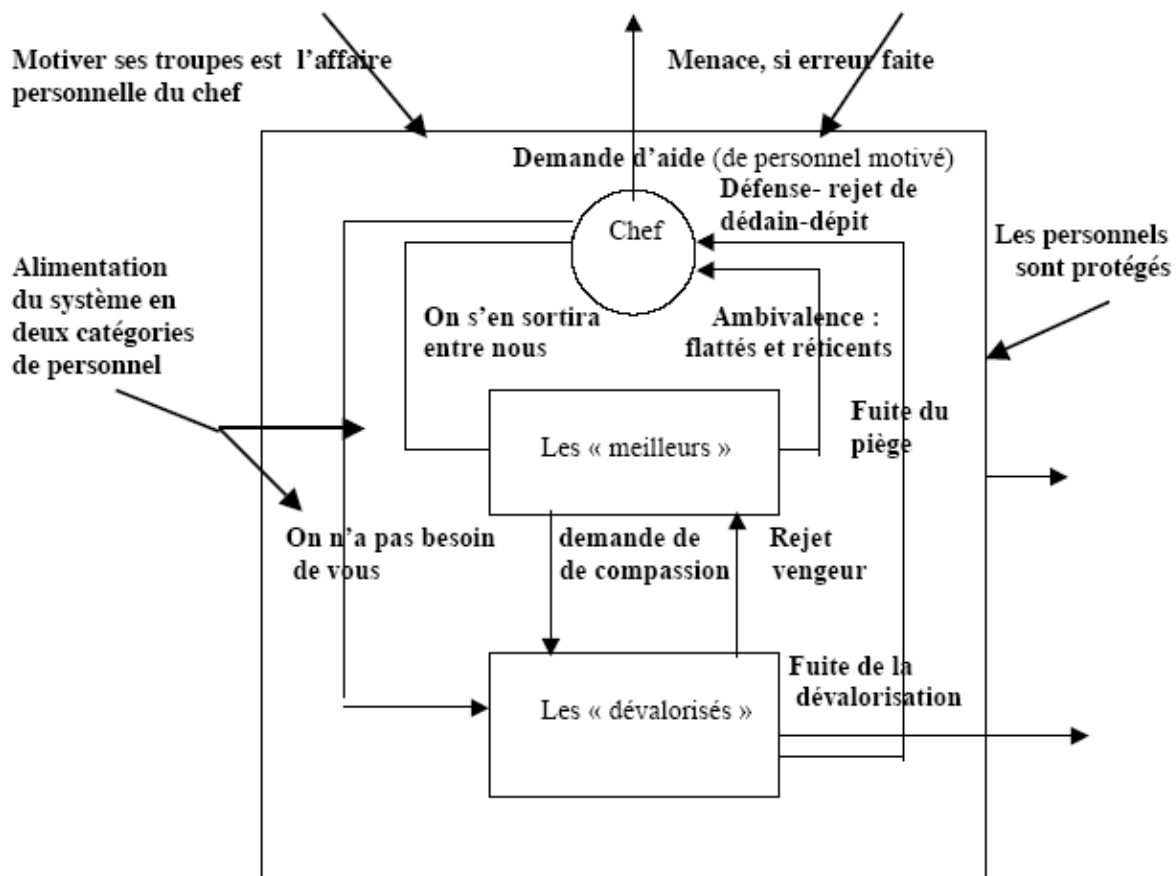 Motiver ses troupes est l’affaire
personnelle du chef
Menace, si erreur faite
Demande d’aide (de personnel motivé)
Défense- rejet de
dédain-dépit
Chef
Les personnels
sont protégés
Alimentation
du système en
deux catégories
de personnel
On s’en sortira
entre nous
Ambivalence :
flattés et réticents
Les « meilleurs »
Fuite du
piège
On n’a pas besoin
de vous
demande de
de compassion
Rejet
vengeur
Les « dévalorisés »
Fuite de la
dévalorisation